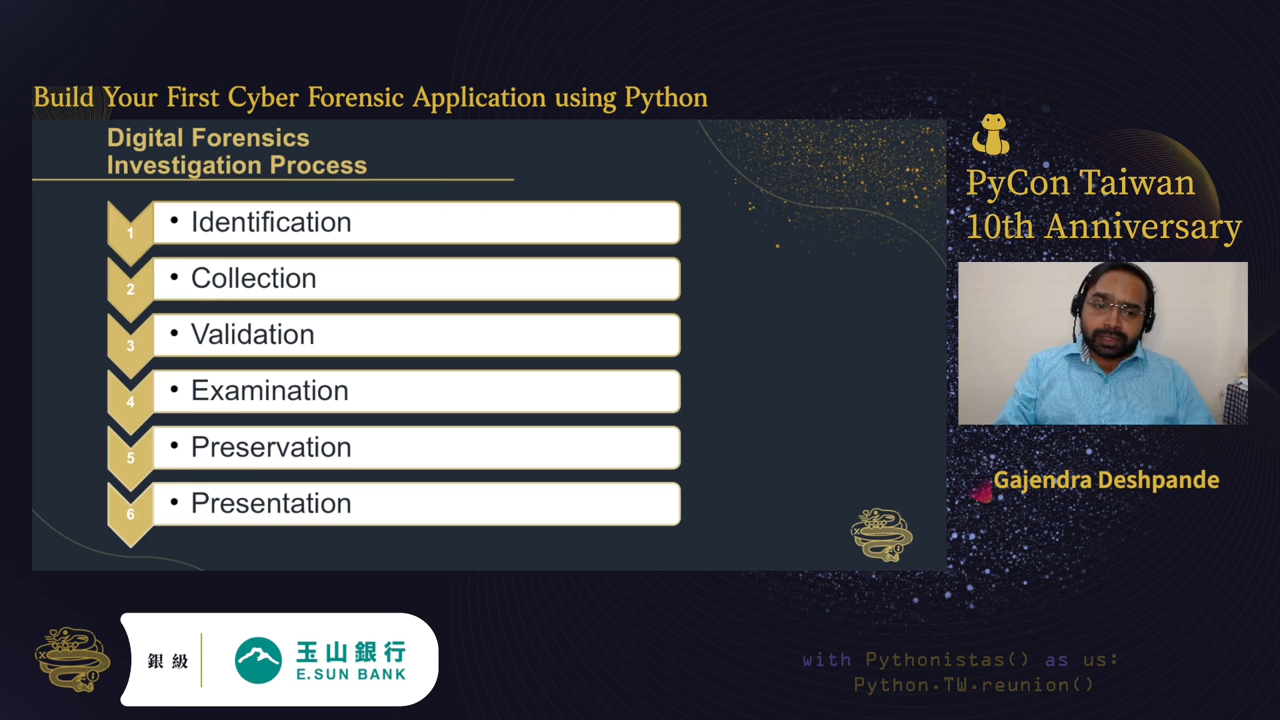 Build Your First Cyber Forensic Application using Python
Digital Forensics
Investigation Process
1
• Identification
2
• Collection
3
• Validation
4
• Examination
5
• Preservation
6
• Presentation
PyCon Taiwan
10th Anniversary
Gajendra Deshpande
銀級
玉山銀行
E.SUN BANK
with Pythonistas() as us:
Python.TW.reunion()